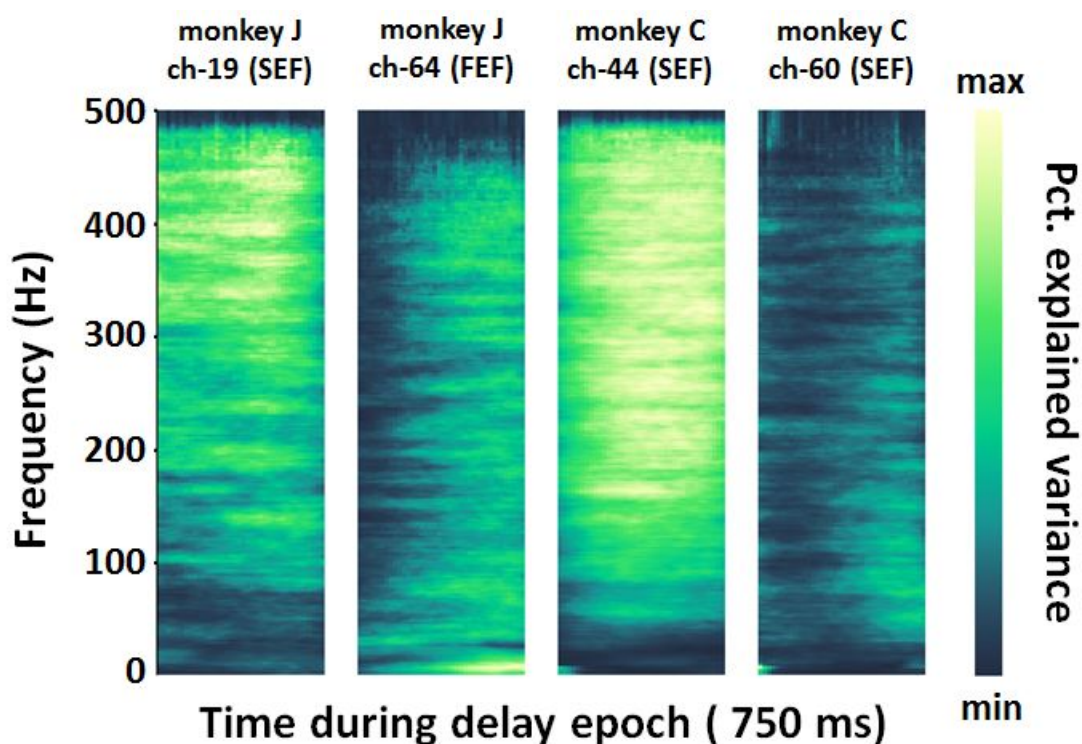 monkey J
ch-19 (SEF)
monkey J
ch-64 (FEF)
monkey C
ch-44 (SEF)
monkey C
ch-60 (SEF)
max
500
400
300
200
100
0
Frequency (Hz)
Pct. explained variance
min
Time during delay epoch ( 750 ms)